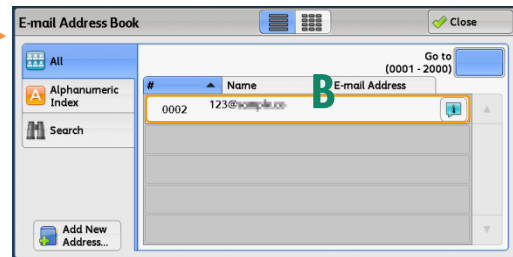 E-mail Address Book
Close
All
Go to
(0001 - 2000)
Alphanumeric
Index
# Name E-mail Address
B
0002 123@
Search
Add New
Address...